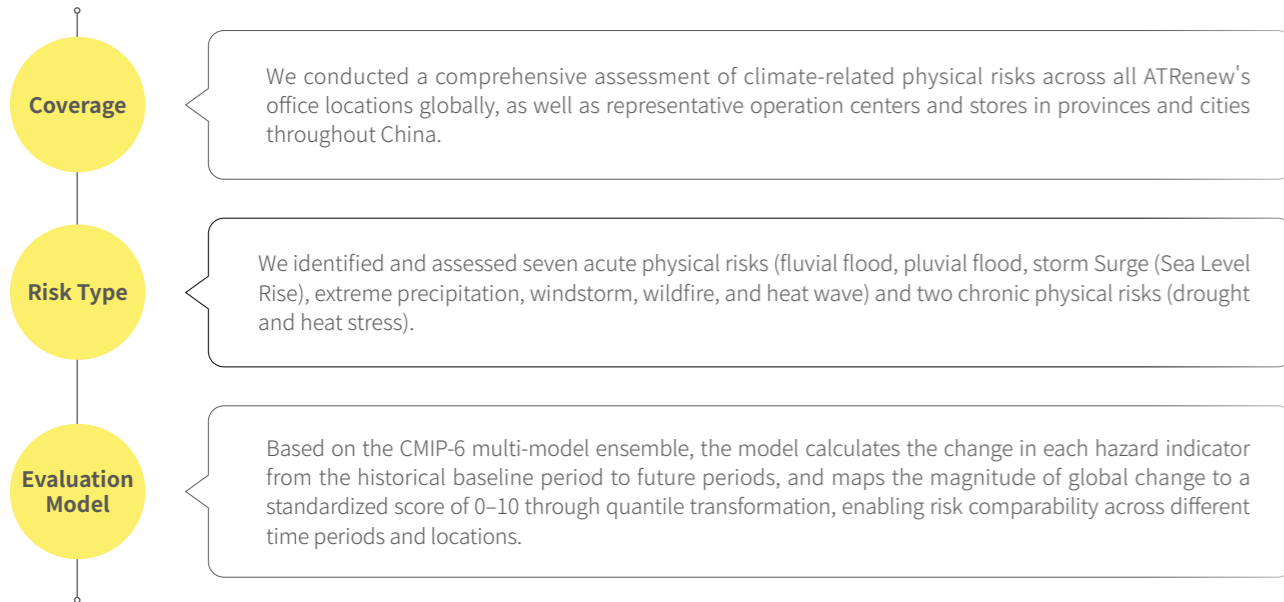 Coverage
We conducted a comprehensive assessment of climate-related physical risks across all ATRenew's
office locations globally, as well as representative operation centers and stores in provinces and cities
throughout China.
Risk Type
We identified and assessed seven acute physical risks (fluvial flood, pluvial flood, storm Surge (Sea Level
Rise), extreme precipitation, windstorm, wildfire, and heat wave) and two chronic physical risks (drought
and heat stress).
Evaluation
Model
Based on the CMIP-6 multi-model ensemble, the model calculates the change in each hazard indicator
from the historical baseline period to future periods, and maps the magnitude of global change to a
standardized score of 0–10 through quantile transformation, enabling risk comparability across different
time periods and locations.